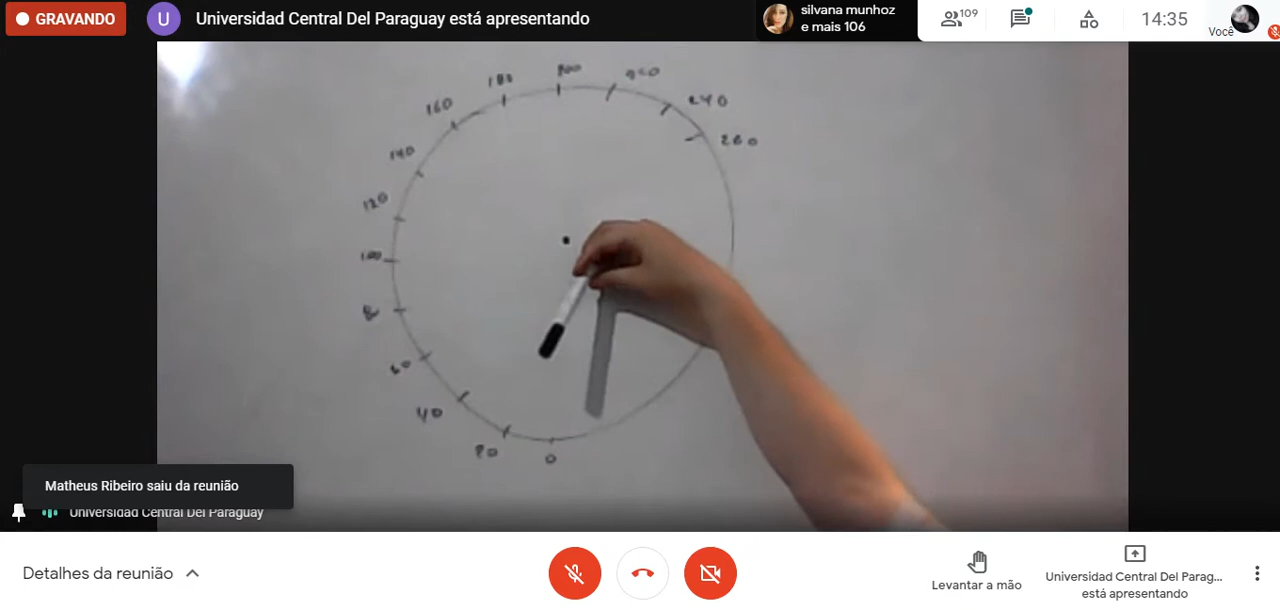 GRAVANDO
U
Universidad Central Del Paraguay está apresentando
silvana munhoz
e mais 106
109
14:35
Você
180
240
160
260
140
120
100
60
40
20
0
Matheus Ribeiro saiu da reunião
Universidad Central Del Paraguay
Detalhes da reunião
Levantar a mão
Universidad Central Del Parag...
está apresentando